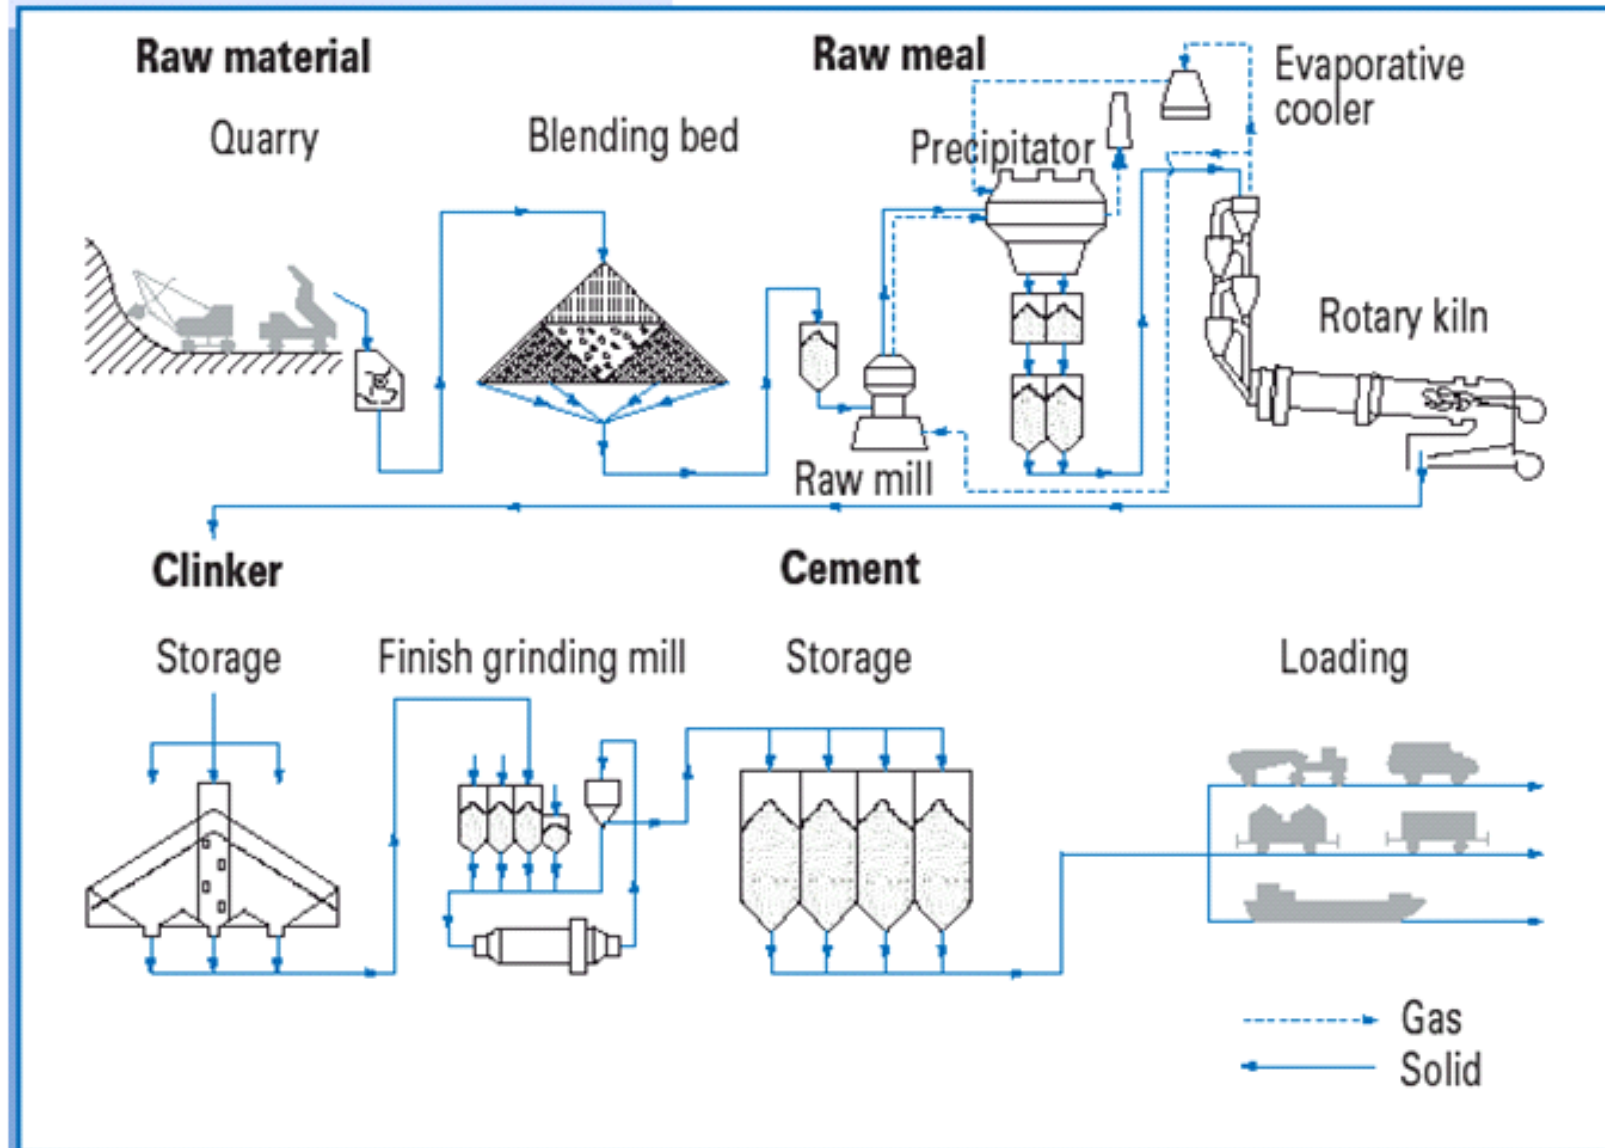 Raw material
Raw meal
Evaporative
cooler
Quarry
Blending bed
Precipitator
Rotary kiln
Raw mill
Clinker
Cement
Storage
Finish grinding mill
Storage
Loading
Gas
Solid